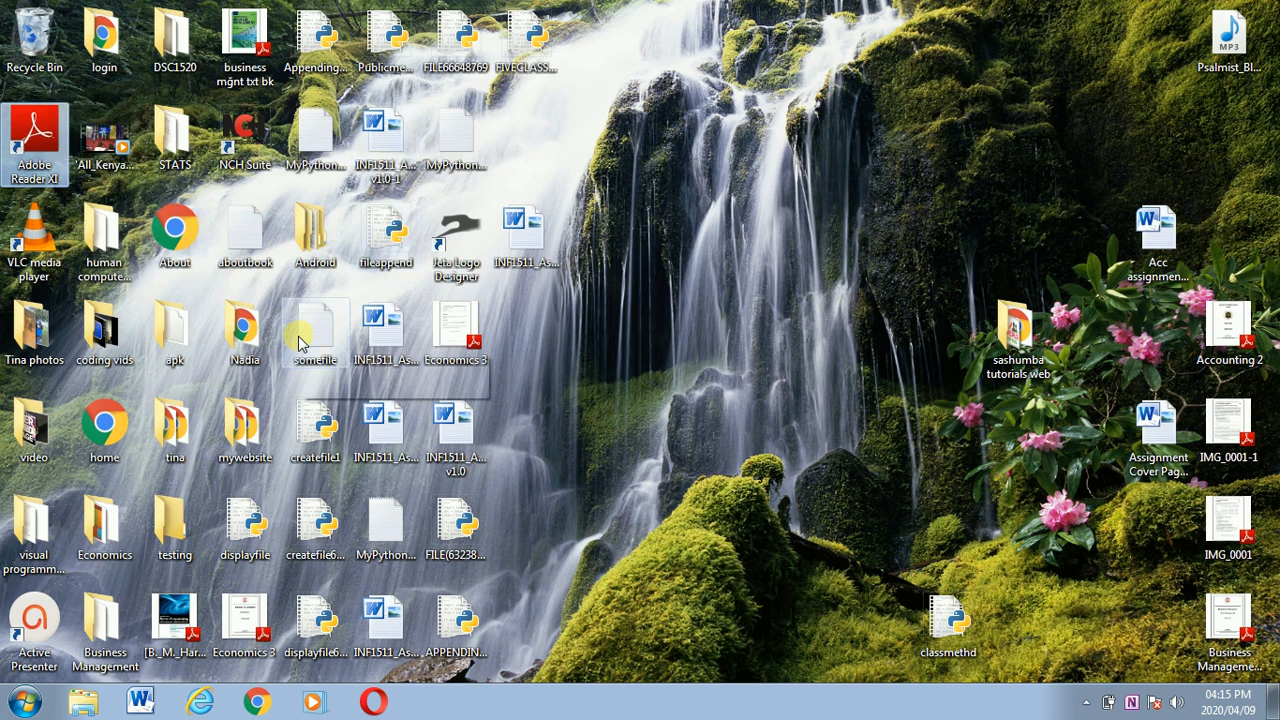 Recycle Bin
login
DSC1520
business
mgnt txt bk
Appending...
Publicme...
FILE66648769
FIVECLASS...
MP3
Psalmist_Bl...
Adobe
Reader XI
'All_Kenya...
STATS
NCH Suite
MyPython...
INF1511_A...
v1.0-1
MyPython...
VLC media
player
human
compute...
About
aboutbook
Android
fileappend
Jeta Logo
Designer
INF1511_As...
Acc
assignmen...
Tina photos
coding vids
apk
Nadia
somefile
INF1511_As...
Economics 3
sashumba
tutorials web
Accounting 2
video
home
tina
mywebsite
createfile1
INF1511_As...
INF1511_A...
v1.0
Assignment
Cover Pag...
IMG_0001-1
visual
programm...
Economics
testing
displayfile
createfile6...
MyPython...
FILE(63238...
IMG_0001
Active
Presenter
Business
Management
[B._M._Har...
Economics 3
displayfile6...
INF1511_As...
APPENDIN...
classmethd
Business
Manageme...
04:15 PM
2020/04/09